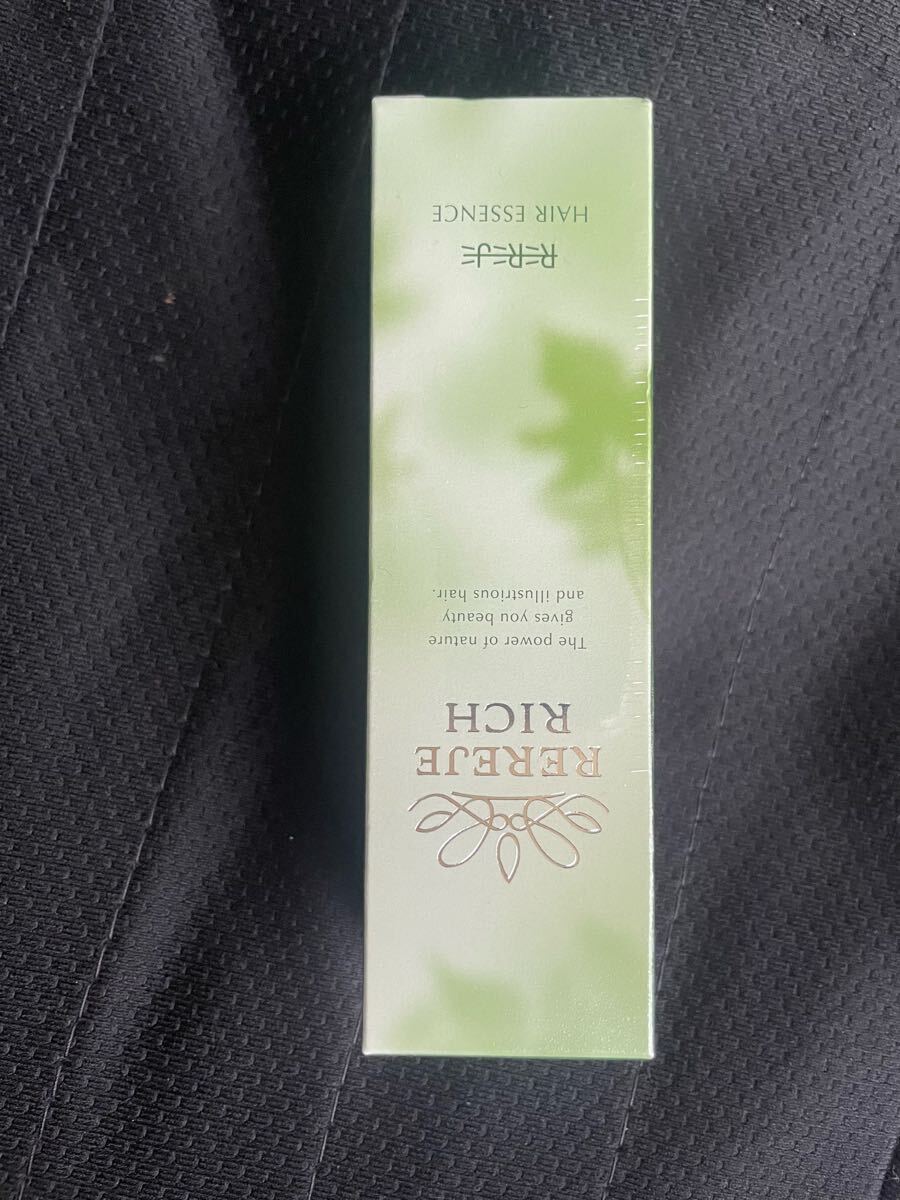 REREJE
RICH
The power of nature
gives you beauty
and illustrious hair.
REREJE
HAIR ESSENCE